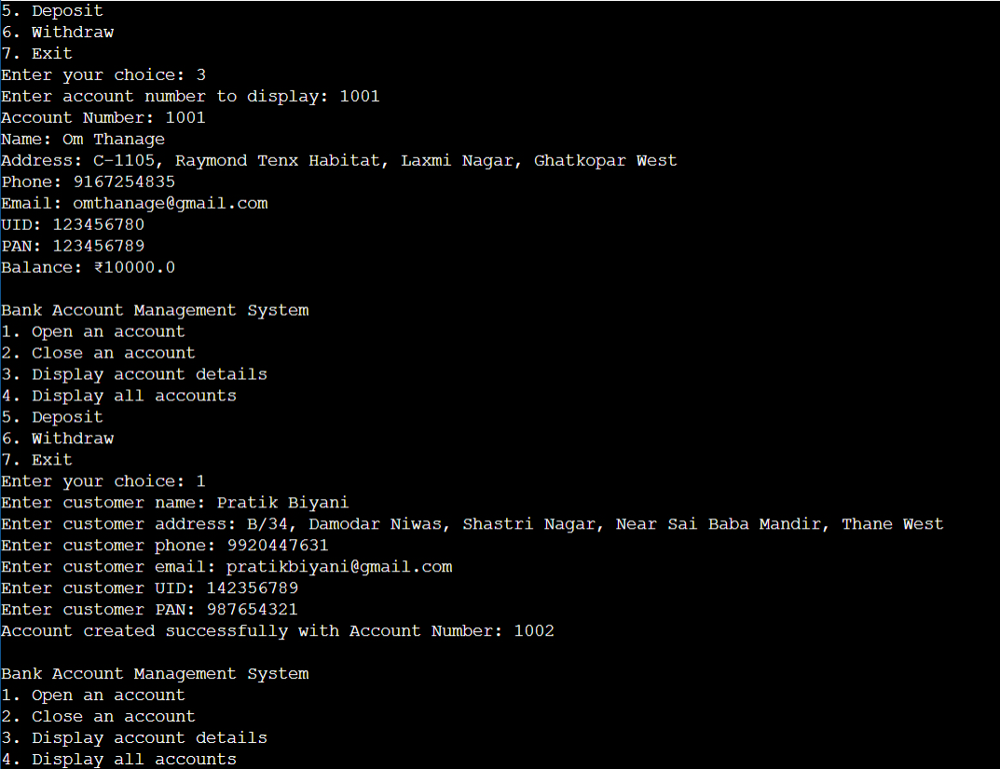 5. Deposit
6. Withdraw
7. Exit
Enter your choice: 3
Enter account number to display: 1001
Account Number: 1001
Name: Om Thanage
Address: C-1105, Raymond Tenx Habitat, Laxmi Nagar, Ghatkopar West
Phone: 9167254835
Email: omthanage@gmail.com
UID: 123456780
PAN: 123456789
Balance: ₹10000.0
Bank Account Management System
1. Open an account
2. Close an account
3. Display account details
4. Display all accounts
5. Deposit
6. Withdraw
7. Exit
Enter your choice: 1
Enter customer name: Pratik Biyani
Enter customer address: B/34, Damodar Niwas, Shastri Nagar, Near Sai Baba Mandir, Thane West
Enter customer phone: 9920447631
Enter customer email: pratikbiyani@gmail.com
Enter customer UID: 142356789
Enter customer PAN: 987654321
Account created successfully with Account Number: 1002
Bank Account Management System
1. Open an account
2. Close an account
3. Display account details
4. Display all accounts